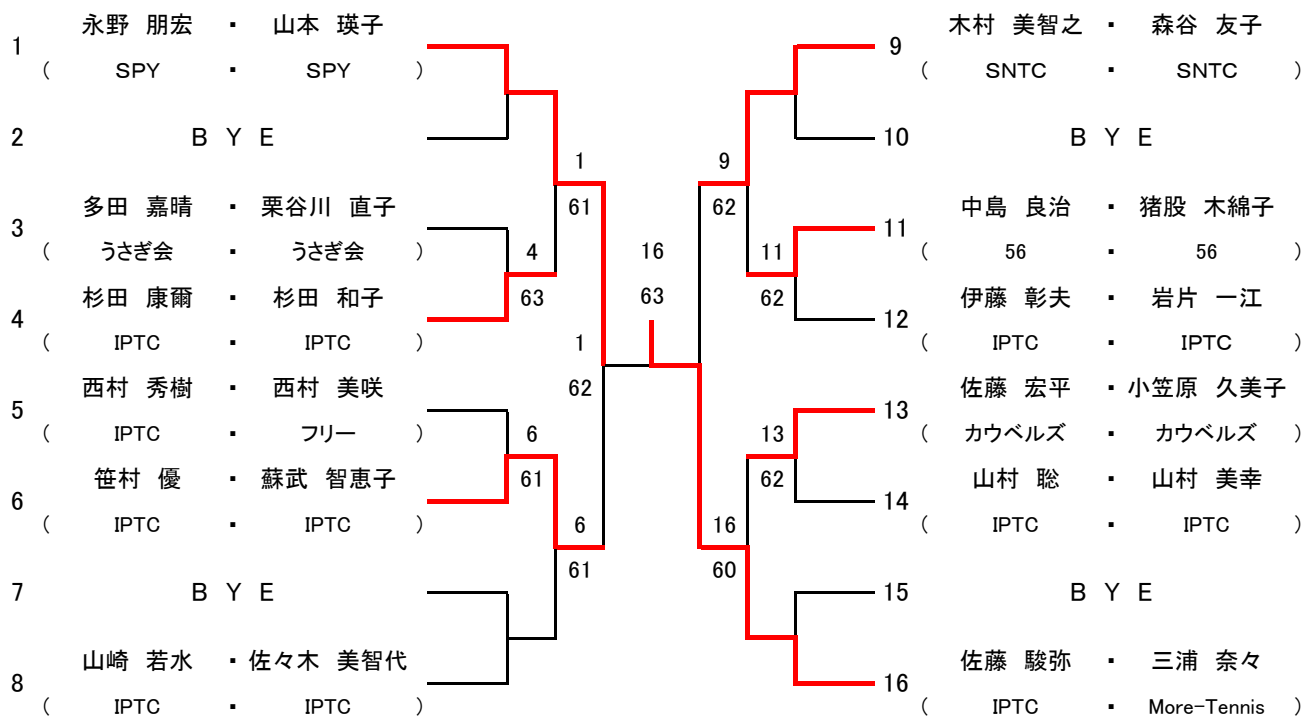 1 永野 朋宏 ・ 山本 瑛子
( SPY ・ SPY )
2 BYE
3 多田 嘉晴 ・ 栗谷川 直子
( うさぎ会 ・ うさぎ会 )
4 杉田 康爾 ・ 杉田 和子
( IPTC ・ IPTC )
5 西村 秀樹 ・ 西村 美咲
( IPTC ・ フリー )
6 笹村 優 ・ 蘇武 智恵子
( IPTC ・ IPTC )
7 BYE
8 山崎 若水 ・ 佐々木 美智代
( IPTC ・ IPTC )
4
63
6
61
1
61
6
61
1
62
16
63
9
62
16
60
11
62
13
62
9 木村 美智之 ・ 森谷 友子
( SNTC ・ SNTC )
10 BYE
11 中島 良治 ・ 猪股 木綿子
( 56 ・ 56 )
12 伊藤 彰夫 ・ 岩片 一江
( IPTC ・ IPTC )
13 佐藤 宏平 ・ 小笠原 久美子
( カウベルズ ・ カウベルズ )
14 山村 聡 ・ 山村 美幸
( IPTC ・ IPTC )
15 BYE
16 佐藤 駿弥 ・ 三浦 奈々
( IPTC ・ More-Tennis )